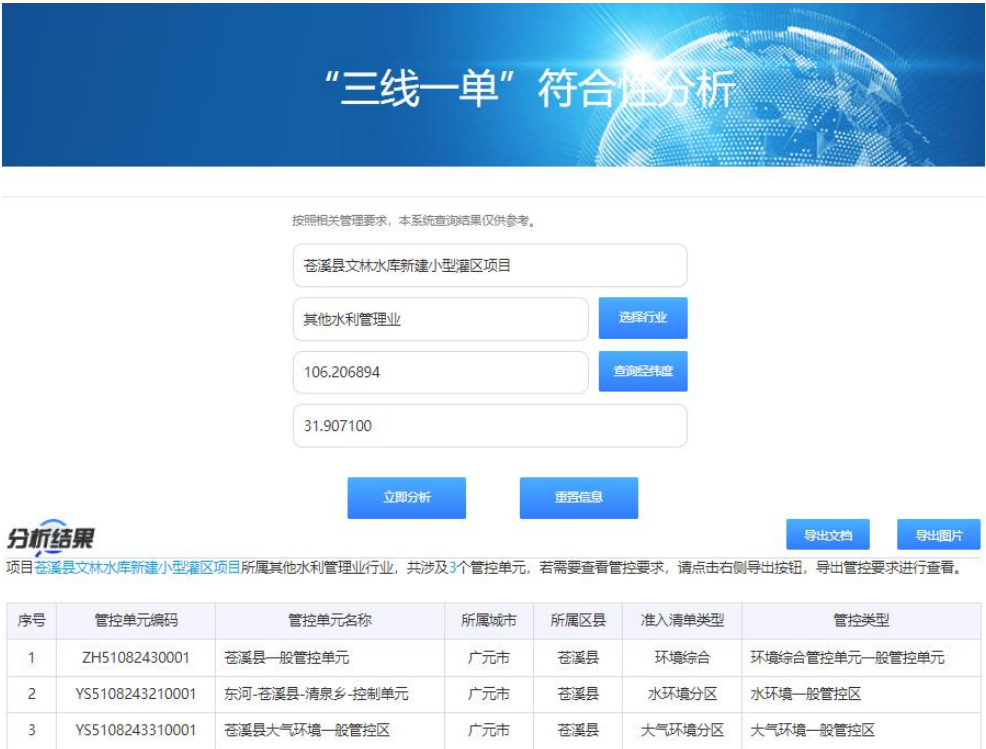 “三线一单”符合性分析
按照相关管理要求，本系统查询结果仅供参考。
苍溪县文林水库新建小型灌区项目
其他水利管理业 选择行业
106.206894 查询经纬度
31.907100
立即分析 重置信息
分析结果 导出文档 导出图片
项目苍溪县文林水库新建小型灌区项目所属其他水利管理业行业，共涉及3个管控单元，若需要查看管控要求，请点击右侧导出按钮，导出管控要求进行查看。
序号 管控单元编码 管控单元名称 所属城市 所属区县 准入清单类型 管控类型
1 ZH51082430001 苍溪县一般管控单元 广元市 苍溪县 环境综合 环境综合管控单元一般管控单元
2 YS5108243210001 东河-苍溪县-清泉乡-控制单元 广元市 苍溪县 水环境分区 水环境一般管控区
3 YS5108243310001 苍溪县大气环境一般管控区 广元市 苍溪县 大气环境分区 大气环境一般管控区